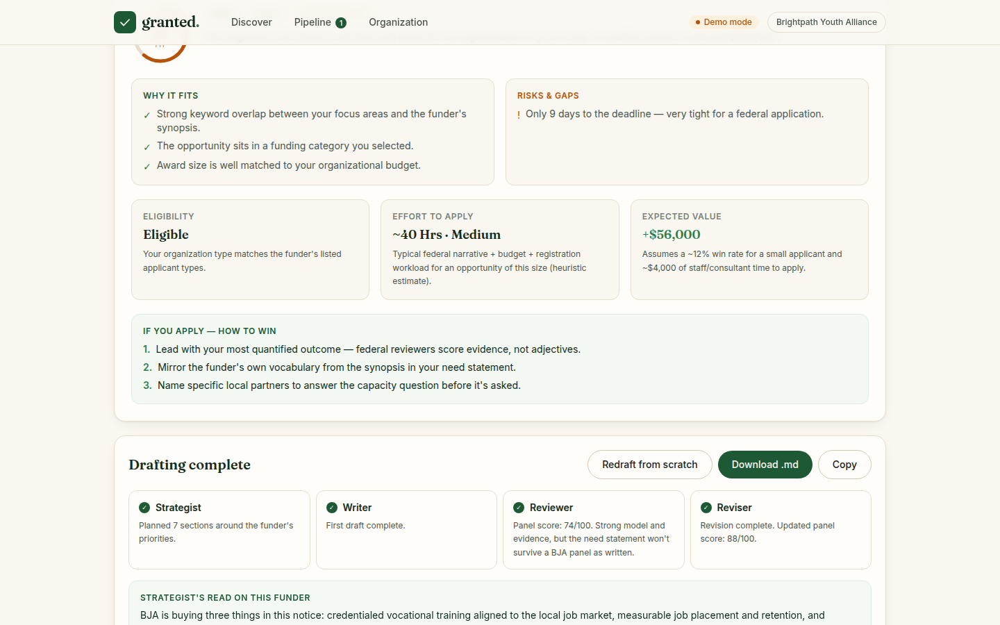 granted.
Discover
Pipeline 1
Organization
Demo mode
Brightpath Youth Alliance
WHY IT FITS
✓ Strong keyword overlap between your focus areas and the funder's
synopsis.
✓ The opportunity sits in a funding category you selected.
✓ Award size is well matched to your organizational budget.
RISKS & GAPS
! Only 9 days to the deadline — very tight for a federal application.
ELIGIBILITY
Eligible
Your organization type matches the funder's listed
applicant types.
EFFORT TO APPLY
~40 Hrs · Medium
Typical federal narrative + budget + registration
workload for an opportunity of this size (heuristic
estimate).
EXPECTED VALUE
+$56,000
Assumes a ~12% win rate for a small applicant and
~$4,000 of staff/consultant time to apply.
IF YOU APPLY — HOW TO WIN
1. Lead with your most quantified outcome — federal reviewers score evidence, not adjectives.
2. Mirror the funder's own vocabulary from the synopsis in your need statement.
3. Name specific local partners to answer the capacity question before it's asked.
Drafting complete
Redraft from scratch
Download .md
Copy
Strategist
Planned 7 sections around the funder's
priorities.
Writer
First draft complete.
Reviewer
Panel score: 74/100. Strong model and
evidence, but the need statement won't
survive a BJA panel as written.
Reviser
Revision complete. Updated panel
score: 88/100.
STRATEGIST'S READ ON THIS FUNDER
BJA is buying three things in this notice: credentialed vocational training aligned to the local job market, measurable job placement and retention, and